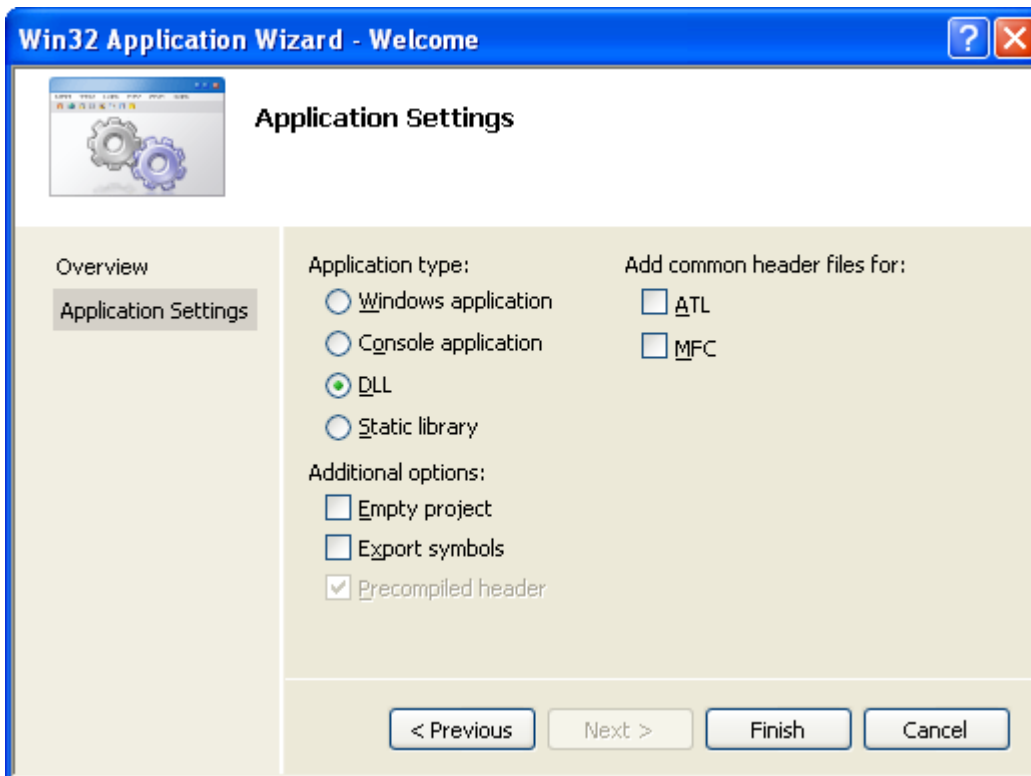 Win32 Application Wizard - Welcome
Application Settings
Overview
Application Settings
Application type:
Windows application
Console application
DLL
Static library
Additional options:
Empty project
Export symbols
Precompiled header
Add common header files for:
ATL
MFC
< Previous
Next >
Finish
Cancel